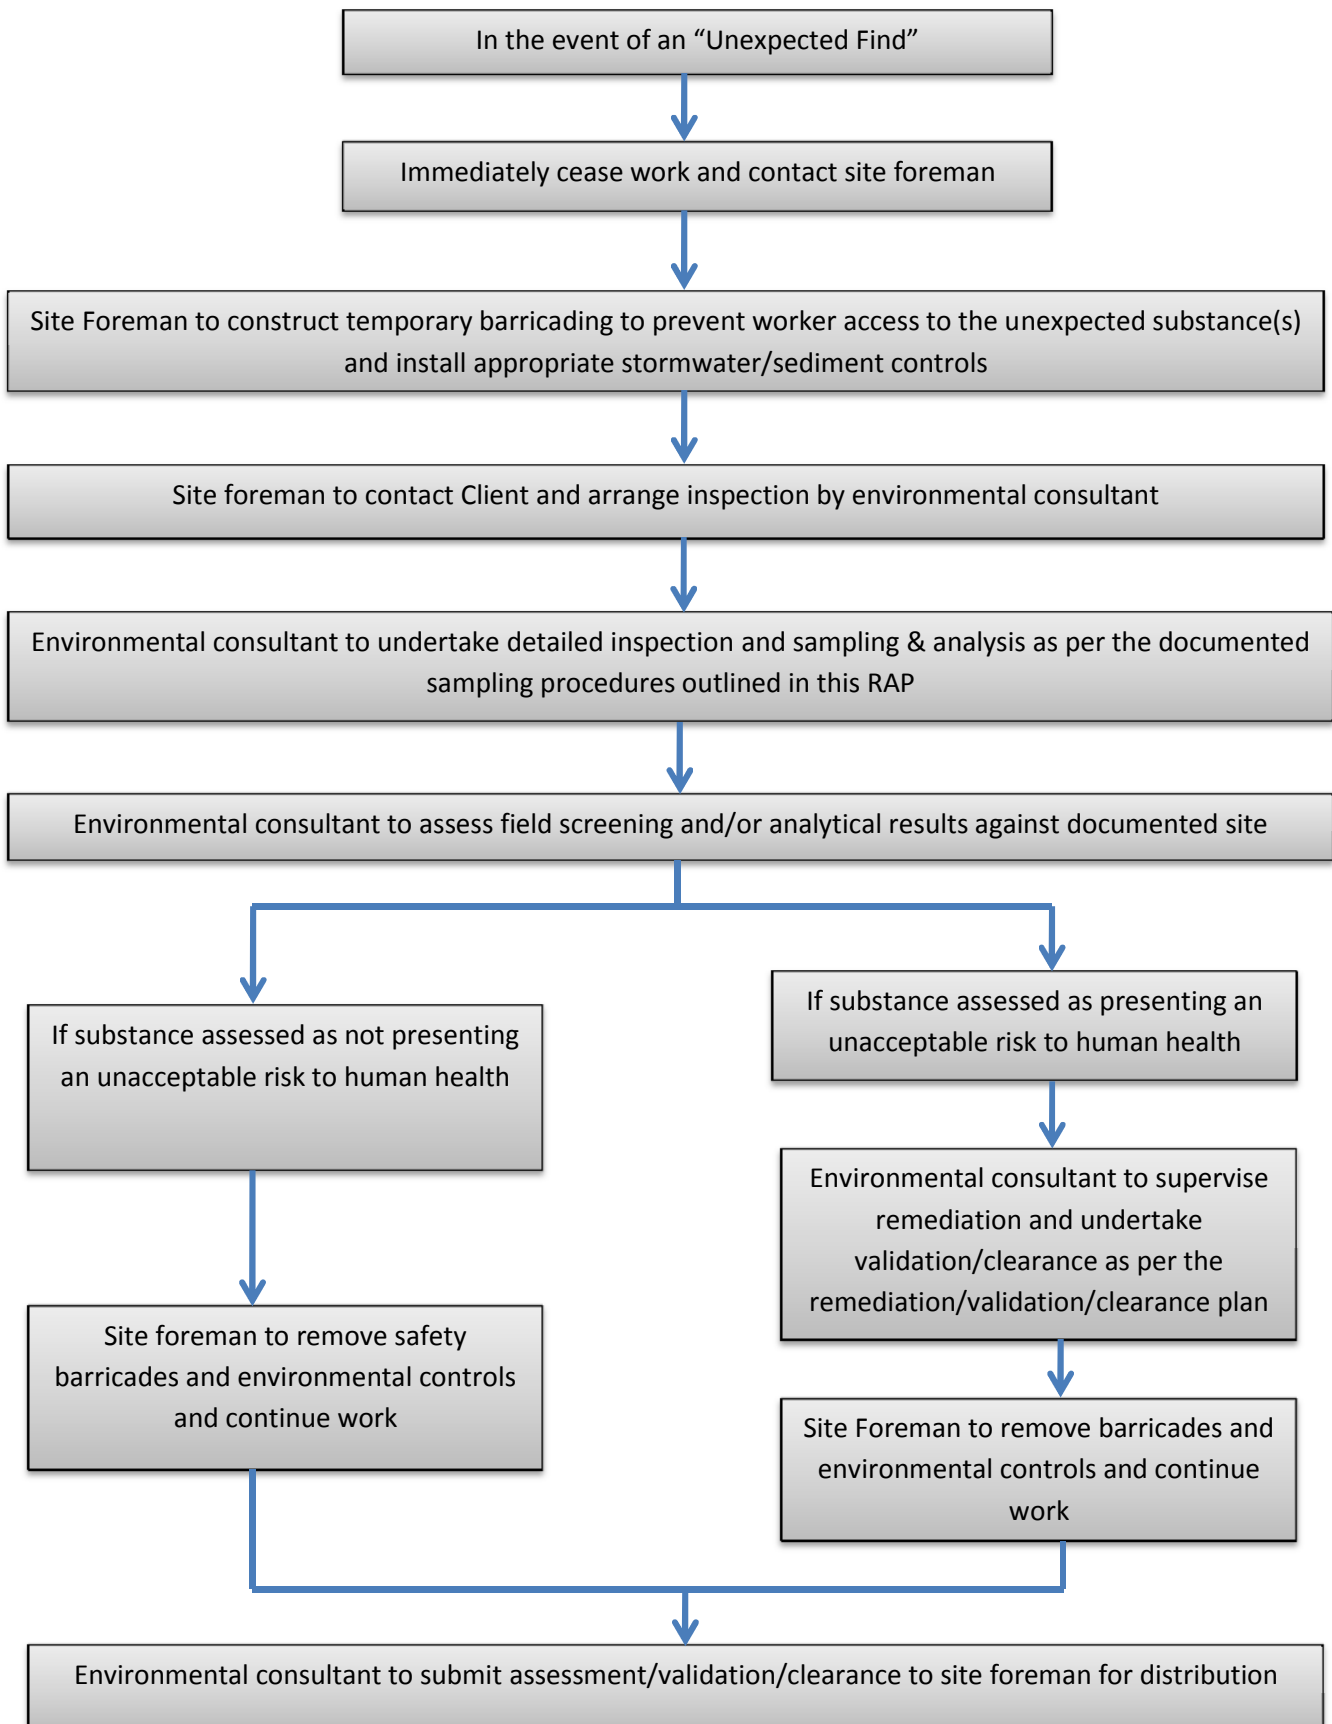 In the event of an “Unexpected Find”
Immediately cease work and contact site foreman
Site Foreman to construct temporary barricading to prevent worker access to the unexpected substance(s)
and install appropriate stormwater/sediment controls
Site foreman to contact Client and arrange inspection by environmental consultant
Environmental consultant to undertake detailed inspection and sampling & analysis as per the documented
sampling procedures outlined in this RAP
Environmental consultant to assess field screening and/or analytical results against documented site
If substance assessed as not presenting
an unacceptable risk to human health
Site foreman to remove safety
barricades and environmental controls
and continue work
If substance assessed as presenting an
unacceptable risk to human health
Environmental consultant to supervise
remediation and undertake
validation/clearance as per the
remediation/validation/clearance plan
Site Foreman to remove barricades and
environmental controls and continue
work
Environmental consultant to submit assessment/validation/clearance to site foreman for distribution